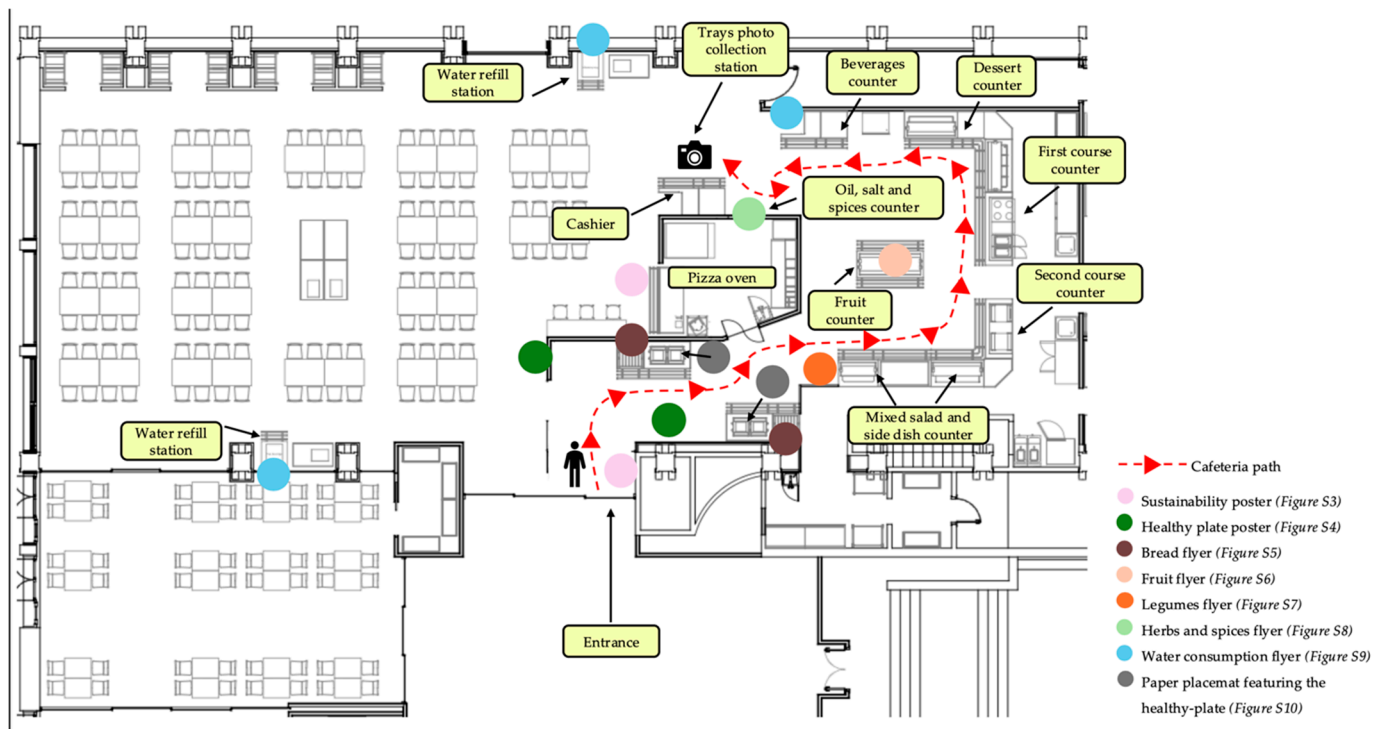 Trays photo
collection
station
Beverages
counter
Dessert
counter
Water refill
station
First course
counter
Oil, salt and
spices counter
Cashier
Pizza oven
Second course
counter
Fruit
counter
Mixed salad and
side dish counter
Water refill
station
Entrance
Cafeteria path
Sustainability poster (Figure S3)
Healthy plate poster (Figure S4)
Bread flyer (Figure S5)
Fruit flyer (Figure S6)
Legumes flyer (Figure S7)
Herbs and spices flyer (Figure S8)
Water consumption flyer (Figure S9)
Paper placemat featuring the
healthy-plate (Figure S10)